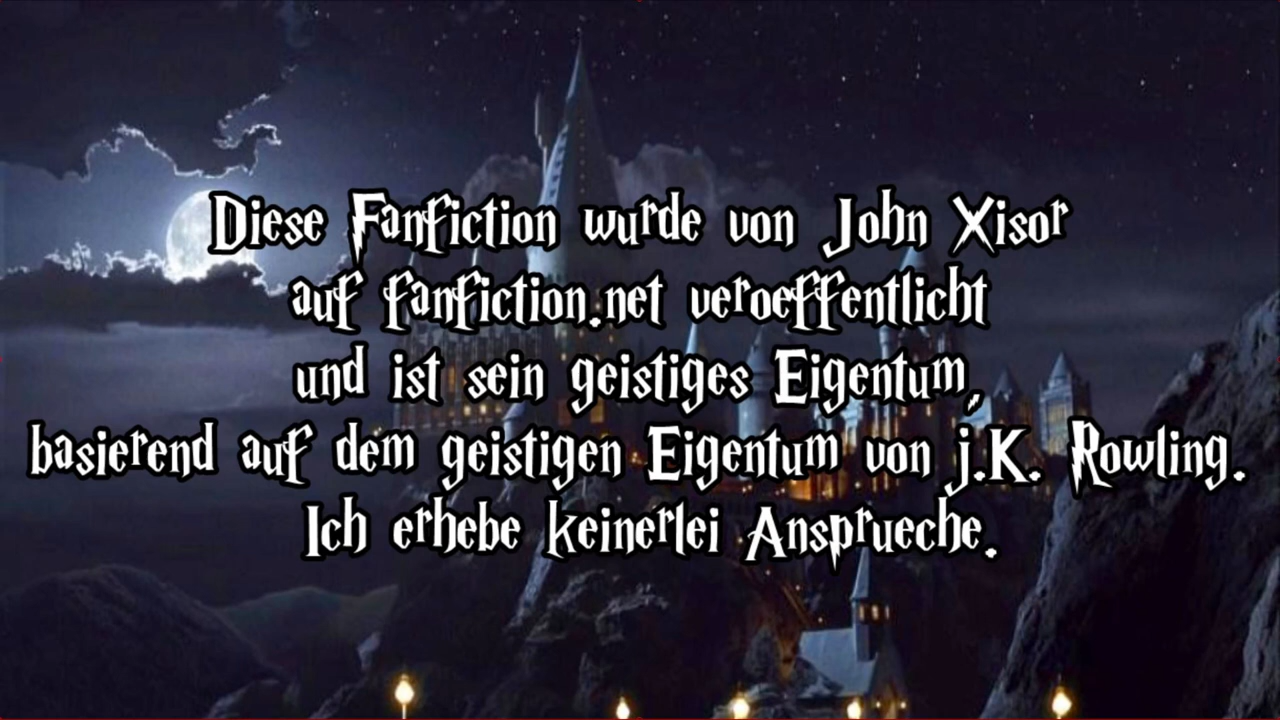 Diese Fanfiction wurde von John Xisor
auf fanfiction.net veroeffentlicht
und ist sein geistiges Eigentum,
basierend auf dem geistigen Eigentum von j.K. Rowling.
Ich erhebe keinerlei Ansprueche.